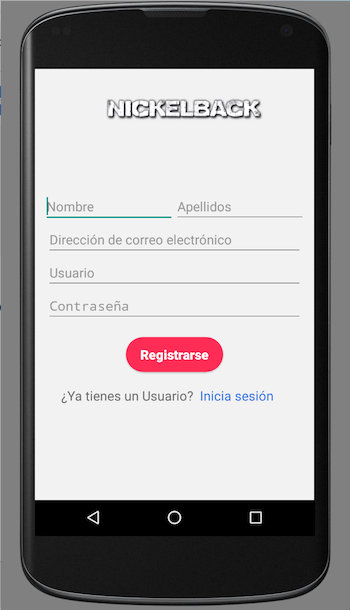 NICKELBACK
Nombre Apellidos
Dirección de correo electrónico
Usuario
Contraseña
Registrarse
¿Ya tienes un Usuario? Inicia sesión